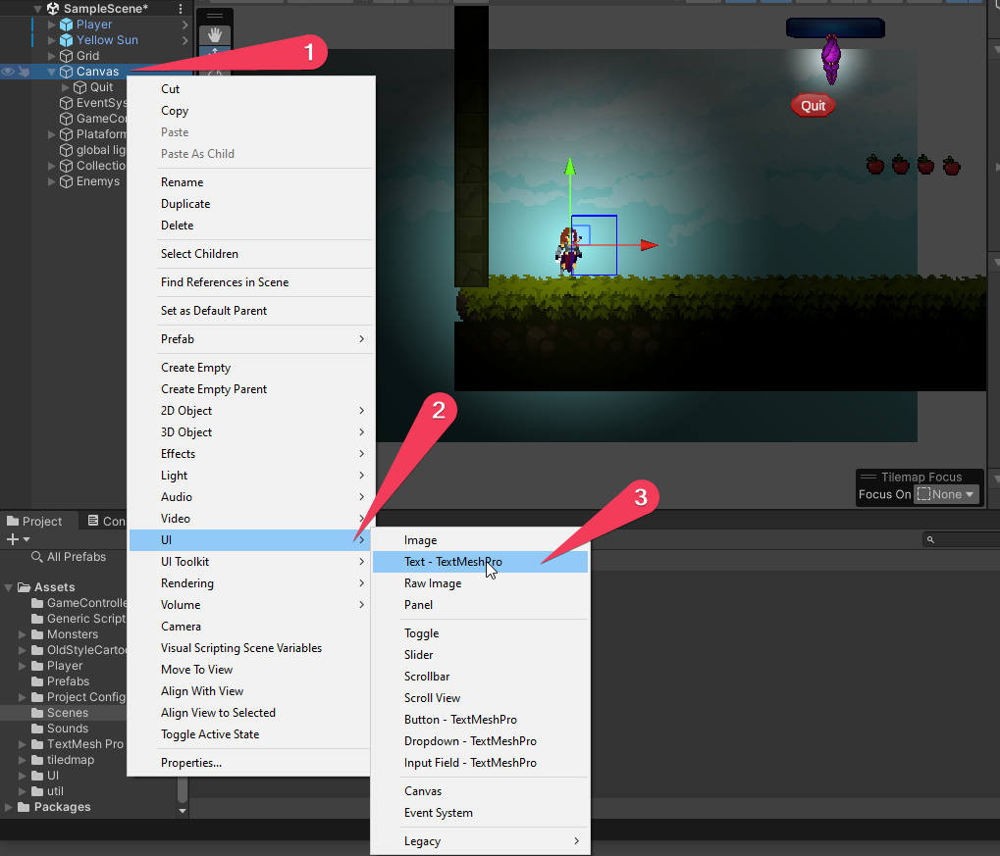 SampleScene*
Player
Yellow Sun
Grid
Canvas
Quit
EventSys
GameCon
Plataform
global lig
Collectio
Enemys
1
Cut
Copy
Paste
Paste As Child
Rename
Duplicate
Delete
Select Children
Find References in Scene
Set as Default Parent
Prefab
Create Empty
Create Empty Parent
2D Object
3D Object
Effects
Light
Audio
Video
UI
UI Toolkit
Rendering
Volume
Camera
Visual Scripting Scene Variables
Move To View
Align With View
Align View to Selected
Toggle Active State
Properties...
2
3
Image
Text - TextMeshPro
Raw Image
Panel
Toggle
Slider
Scrollbar
Scroll View
Button - TextMeshPro
Dropdown - TextMeshPro
Input Field - TextMeshPro
Canvas
Event System
Legacy
Quit
Tilemap Focus
Focus On None
Project
Con
All Prefabs
Assets
GameControlle
Generic Script
Monsters
OldStyleCartoo
Player
Prefabs
Project Config
Scenes
Sounds
TextMesh Pro
tiledmap
UI
util
Packages